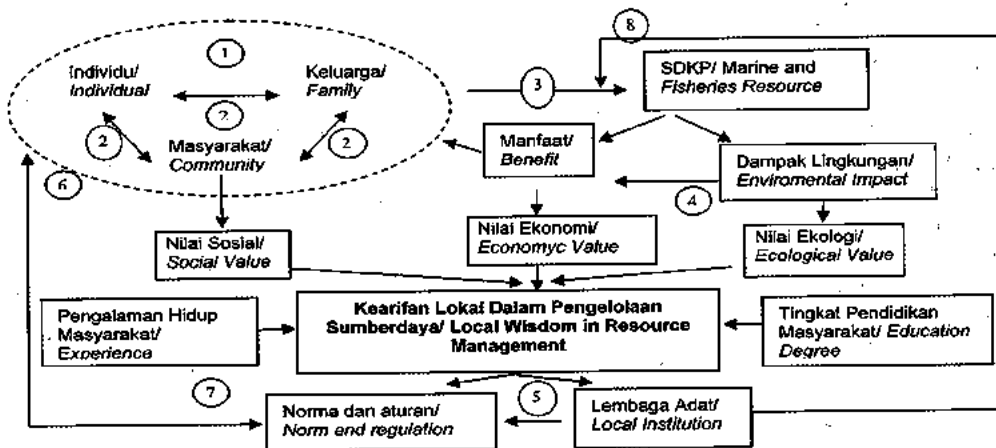 8
1
Individu/
Individual
Keluarga/
Family
3
SDKP/ Marine and
Fisheries Resource
2
2
2
Masyarakat/
Community
Manfaat/
Benefit
Dampak Lingkungan/
Enviromental Impact
6
4
Nilai Sosial/
Social Value
Nilai Ekonomi/
Economyc Value
Nilai Ekologi/
Ecological Value
Pengalaman Hidup
Masyarakat/
Experience
Kearifan Lokal Dalam Pengelolaan
Sumberdaya/ Local Wisdom in Resource
Management
Tingkat Pendidikan
Masyarakat/ Education
Degree
7
5
Norma dan aturan/
Norm end regulation
Lembaga Adat/
Local Institution